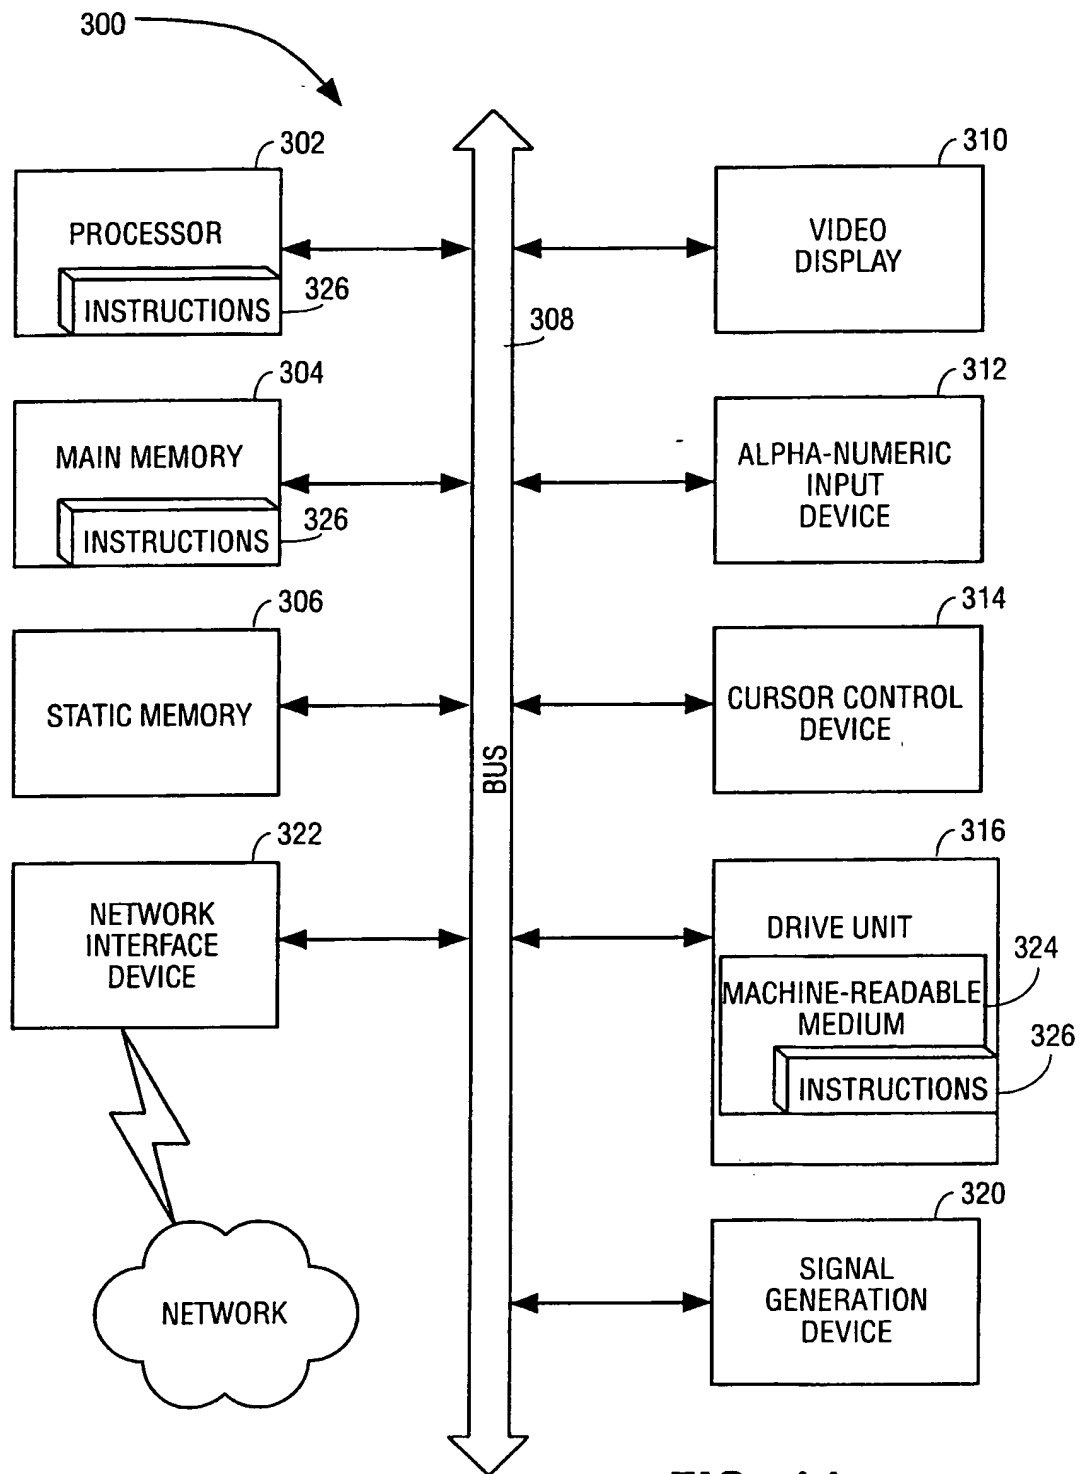 300
302
PROCESSOR
INSTRUCTIONS
326
304
MAIN MEMORY
INSTRUCTIONS
326
306
STATIC MEMORY
322
NETWORK
INTERFACE
DEVICE
NETWORK
308
BUS
310
VIDEO
DISPLAY
312
ALPHA-NUMERIC
INPUT
DEVICE
314
CURSOR CONTROL
DEVICE
316
DRIVE UNIT
324
MACHINE-READABLE
MEDIUM
326
INSTRUCTIONS
320
SIGNAL
GENERATION
DEVICE